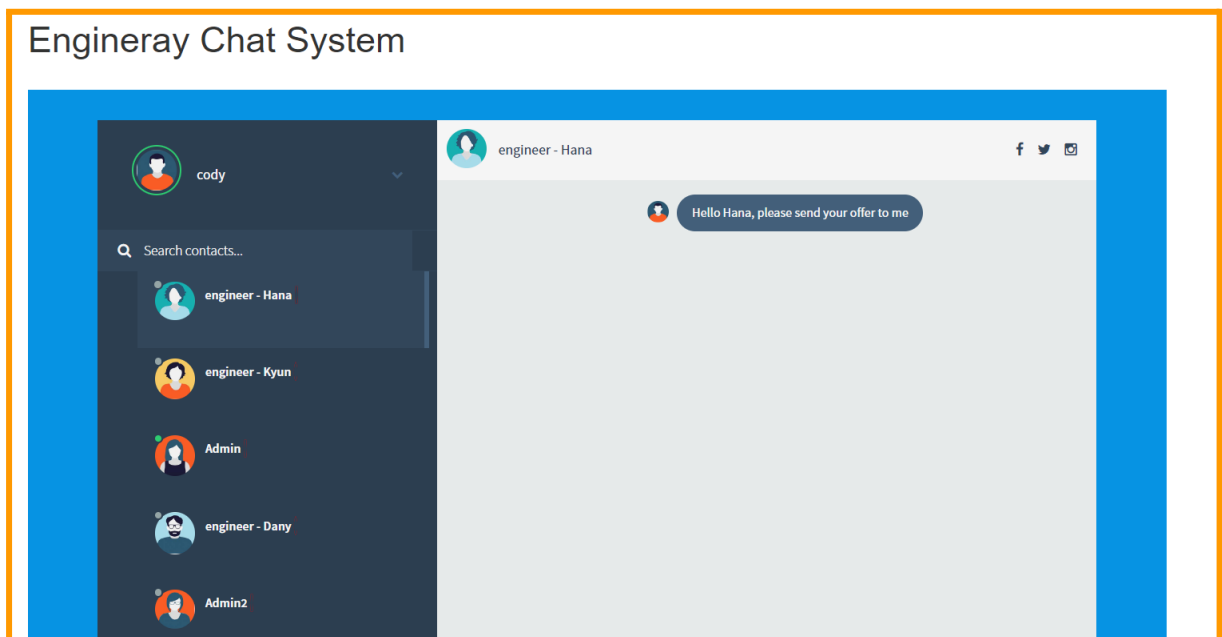 Engineray Chat System
cody
engineer - Hana
Hello Hana, please send your offer to me
Search contacts...
engineer - Hana
engineer - Kyun
Admin
engineer - Dany
Admin2